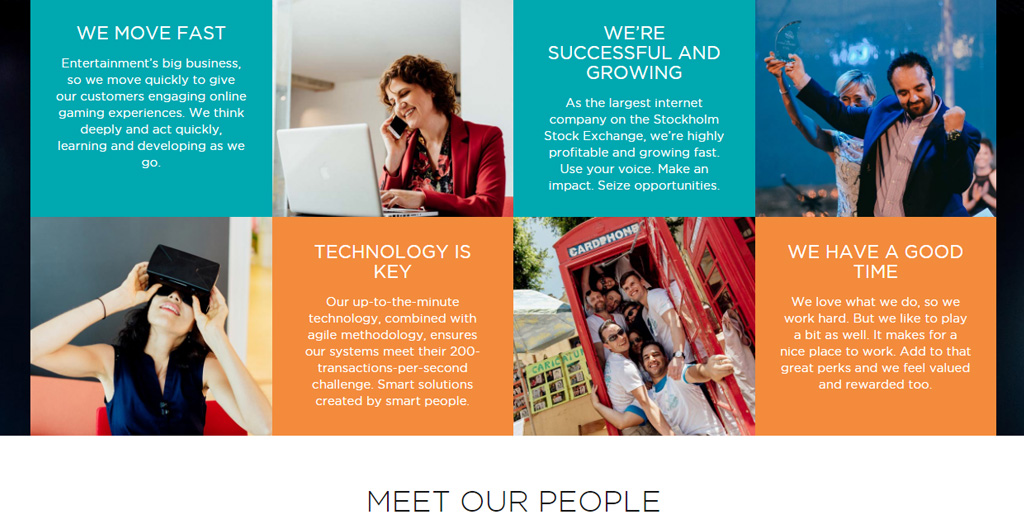 WE MOVE FAST
Entertainment's big business,
so we move quickly to give
our customers engaging online
gaming experiences. We think
deeply and act quickly,
learning and developing as we
go.
WE'RE
SUCCESSFUL AND
GROWING
As the largest internet
company on the Stockholm
Stock Exchange, we're highly
profitable and growing fast.
Use your voice. Make an
impact. Seize opportunities.
TECHNOLOGY IS
KEY
Our up-to-the-minute
technology, combined with
agile methodology, ensures
our systems meet their 200-
transactions-per-second
challenge. Smart solutions
created by smart people.
CARDPHONE
WE HAVE A GOOD
TIME
We love what we do, so we
work hard. But we like to play
a bit as well. It makes for a
nice place to work. Add to that
great perks and we feel valued
and rewarded too.
MEET OUR PEOPLE